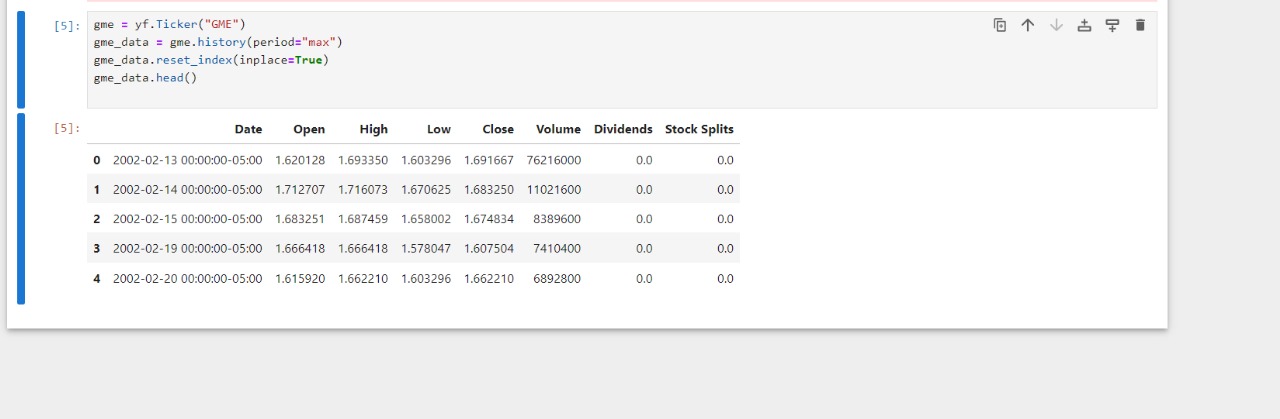 [5]: gme = yf.Ticker("GME")
gme_data = gme.history(period="max")
gme_data.reset_index(inplace=True)
gme_data.head()
[5]: Date Open High Low Close Volume Dividends Stock Splits
0 2002-02-13 00:00:00-05:00 1.620128 1.693350 1.603296 1.691667 76216000 0.0 0.0
1 2002-02-14 00:00:00-05:00 1.712707 1.716073 1.670625 1.683250 11021600 0.0 0.0
2 2002-02-15 00:00:00-05:00 1.683251 1.687459 1.658002 1.674834 8389600 0.0 0.0
3 2002-02-19 00:00:00-05:00 1.666418 1.666418 1.578047 1.607504 7410400 0.0 0.0
4 2002-02-20 00:00:00-05:00 1.615920 1.662210 1.603296 1.662210 6892800 0.0 0.0